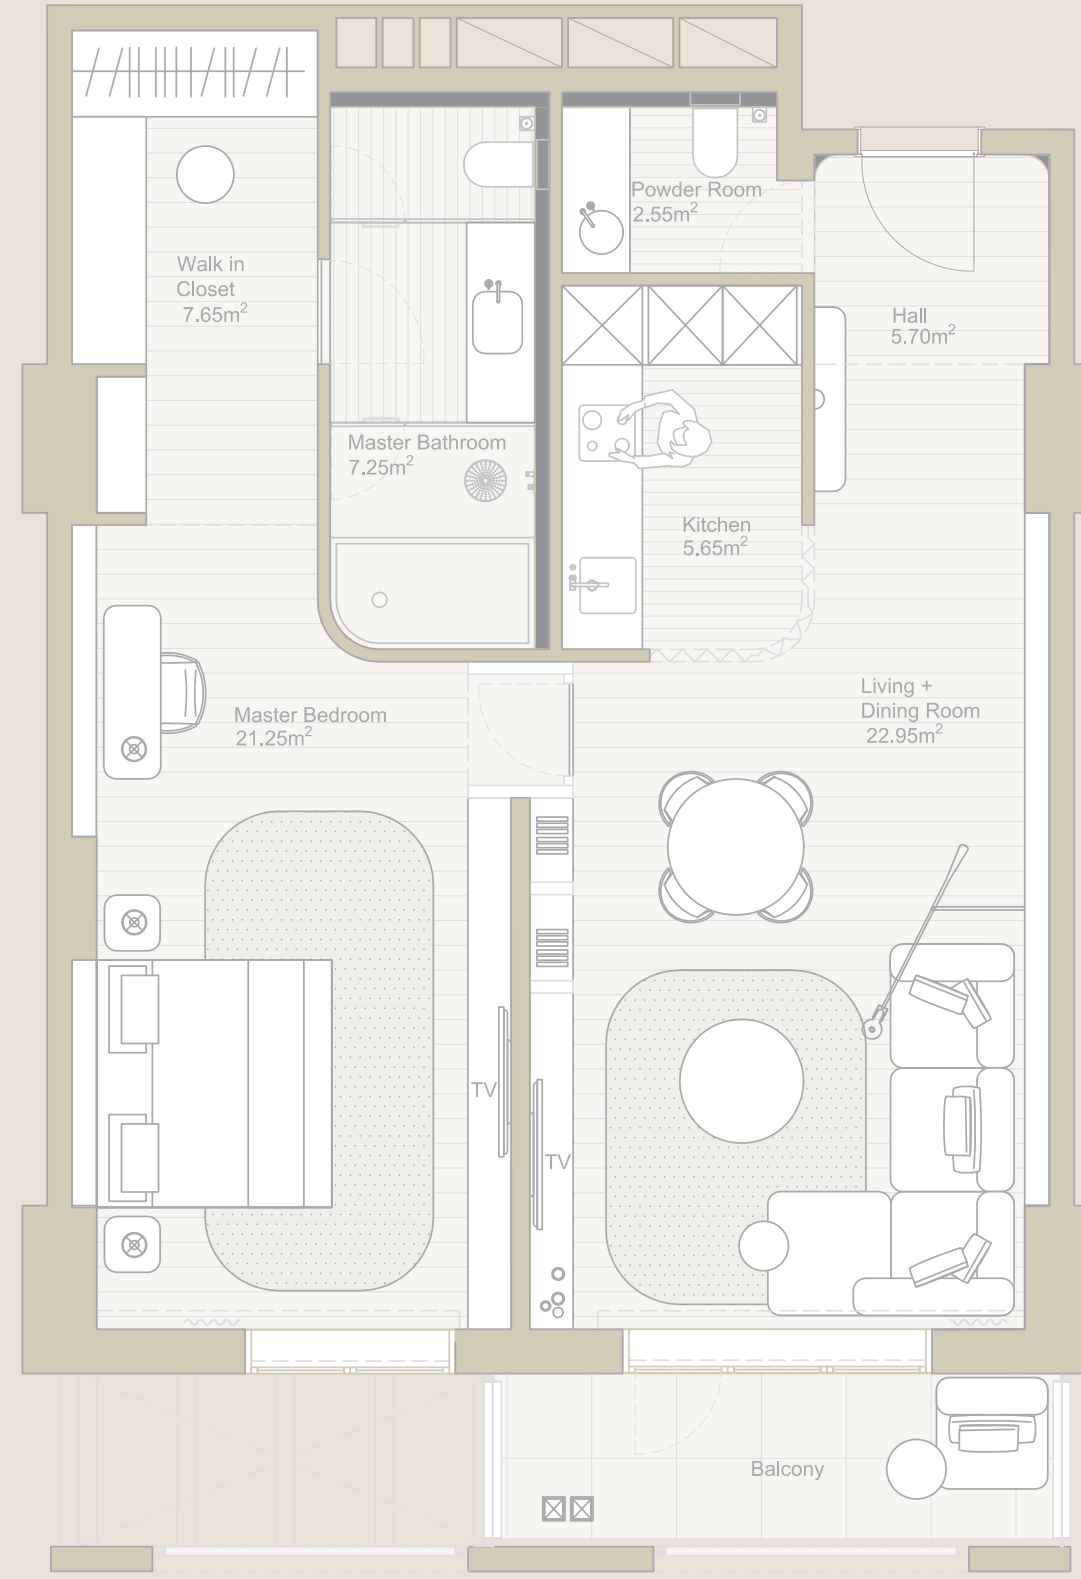 Powder Room
2.55m²
Walk in
Closet
7.65m²
Hall
5.70m²
Master Bathroom
7.25m²
Kitchen
5.65m²
Living +
Dining Room
22.95m²
Master Bedroom
21.25m²
TV
TV
Balcony